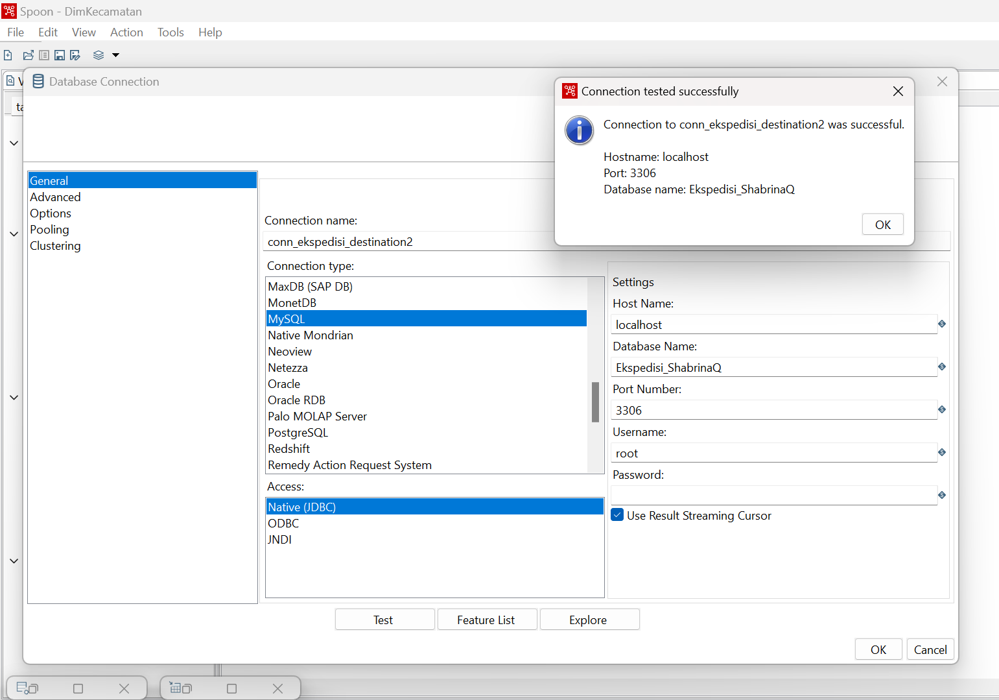 Spoon - DimKecamatan
File Edit View Action Tools Help
Database Connection
Connection tested successfully
Connection to conn_ekspedisi_destination2 was successful.
Hostname: localhost
Port: 3306
Database name: Ekspedisi_ShabrinaQ
OK
General
Advanced
Options
Pooling
Clustering
Connection name:
conn_ekspedisi_destination2
Connection type:
MaxDB (SAP DB)
MonetDB
MySQL
Native Mondrian
Neoview
Netezza
Oracle
Oracle RDB
Palo MOLAP Server
PostgreSQL
Redshift
Remedy Action Request System
Access:
Native (JDBC)
ODBC
JNDI
Settings
Host Name:
localhost
Database Name:
Ekspedisi_ShabrinaQ
Port Number:
3306
Username:
root
Password:
Use Result Streaming Cursor
Test Feature List Explore
OK Cancel